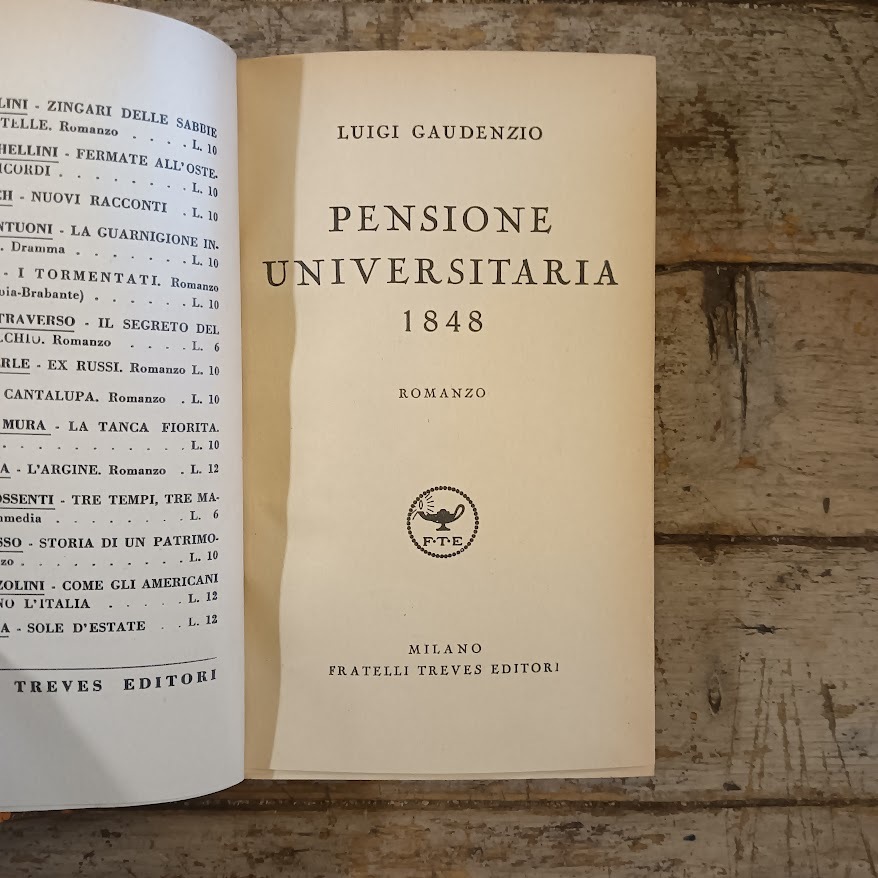 LINI - ZINGARI DELLE SABBIE
TELLE. Romanzo . . . . L. 10
HELLINI - FERMATE ALL'OSTE.
ICORDI . . . . . . . L. 10
CH - NUOVI RACCONTI . L. 10
NTUONI - LA GUARNIGIONE IN-
. Dramma . . . . . . L. 10
- I TORMENTATI. Romanzo
oia-Brabante) . . . . . L. 10
TRAVERSO - IL SEGRETO DEL
CHIO. Romanzo . . . . L. 6
RLE - EX RUSSI. Romanzo L. 10
CANTALUPA. Romanzo . L. 10
MURA - LA TANCA FIORITA.
. . . . . . . . . L. 10
A - L'ARGINE. Romanzo . L. 12
OSSENTI - TRE TEMPI, TRE MA-
mmedia . . . . . . . L. 6
SSO - STORIA DI UN PATRIMO-
zo . . . . . . . . . L. 10
ZOLINI - COME GLI AMERICANI
NO L'ITALIA . . . . . L. 12
A - SOLE D'ESTATE . . L. 12
TREVES EDITORI
LUIGI GAUDENZIO
PENSIONE
UNIVERSITARIA
1848
ROMANZO
F·T·E
MILANO
FRATELLI TREVES EDITORI